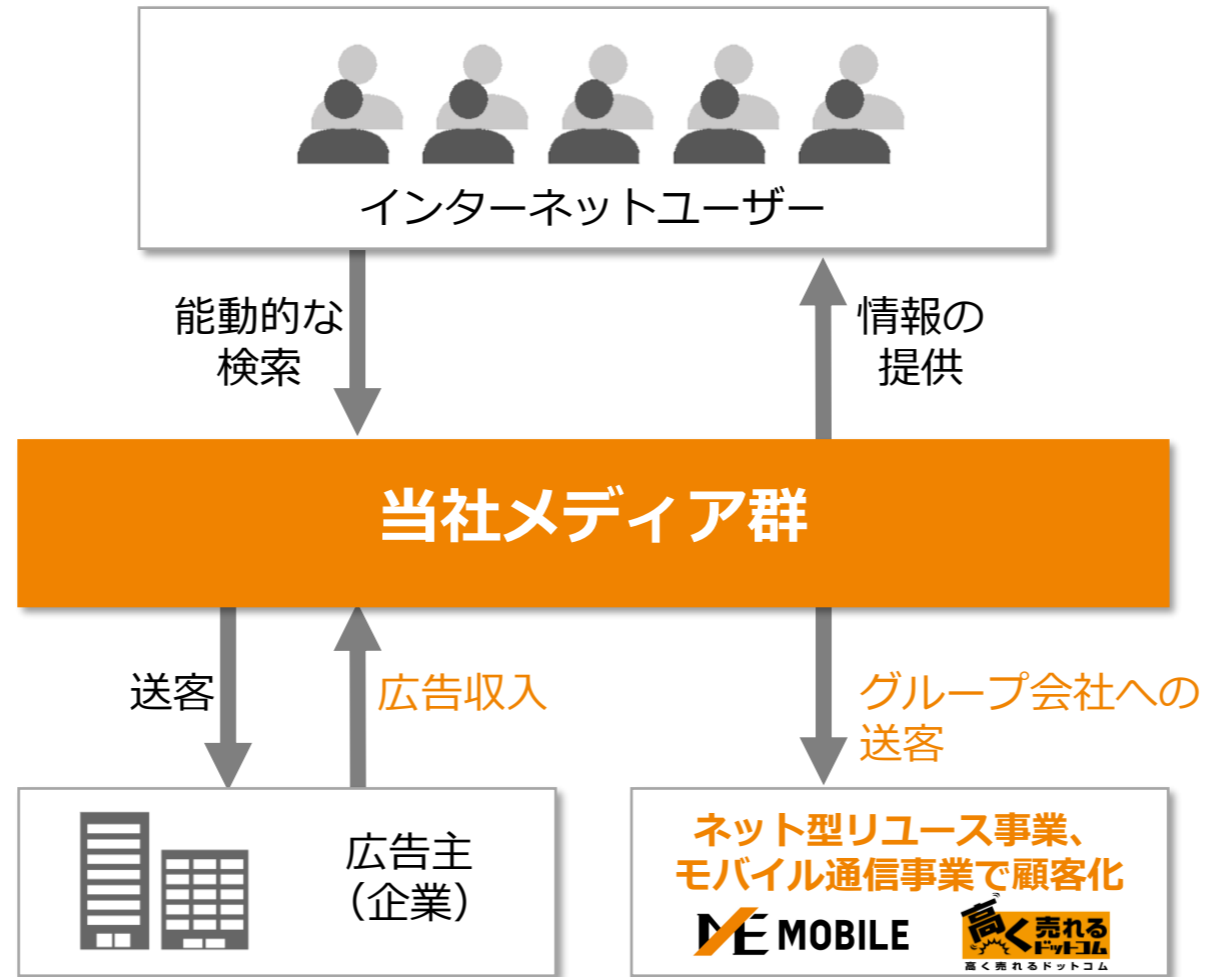 インターネットユーザー
能動的な
検索
情報の
提供
当社メディア群
送客
広告収入
グループ会社への
送客
広告主
（企業）
ネット型リユース事業、
モバイル通信事業で顧客化
ME MOBILE
高く売れる
ドットコム
高く売れるドットコム